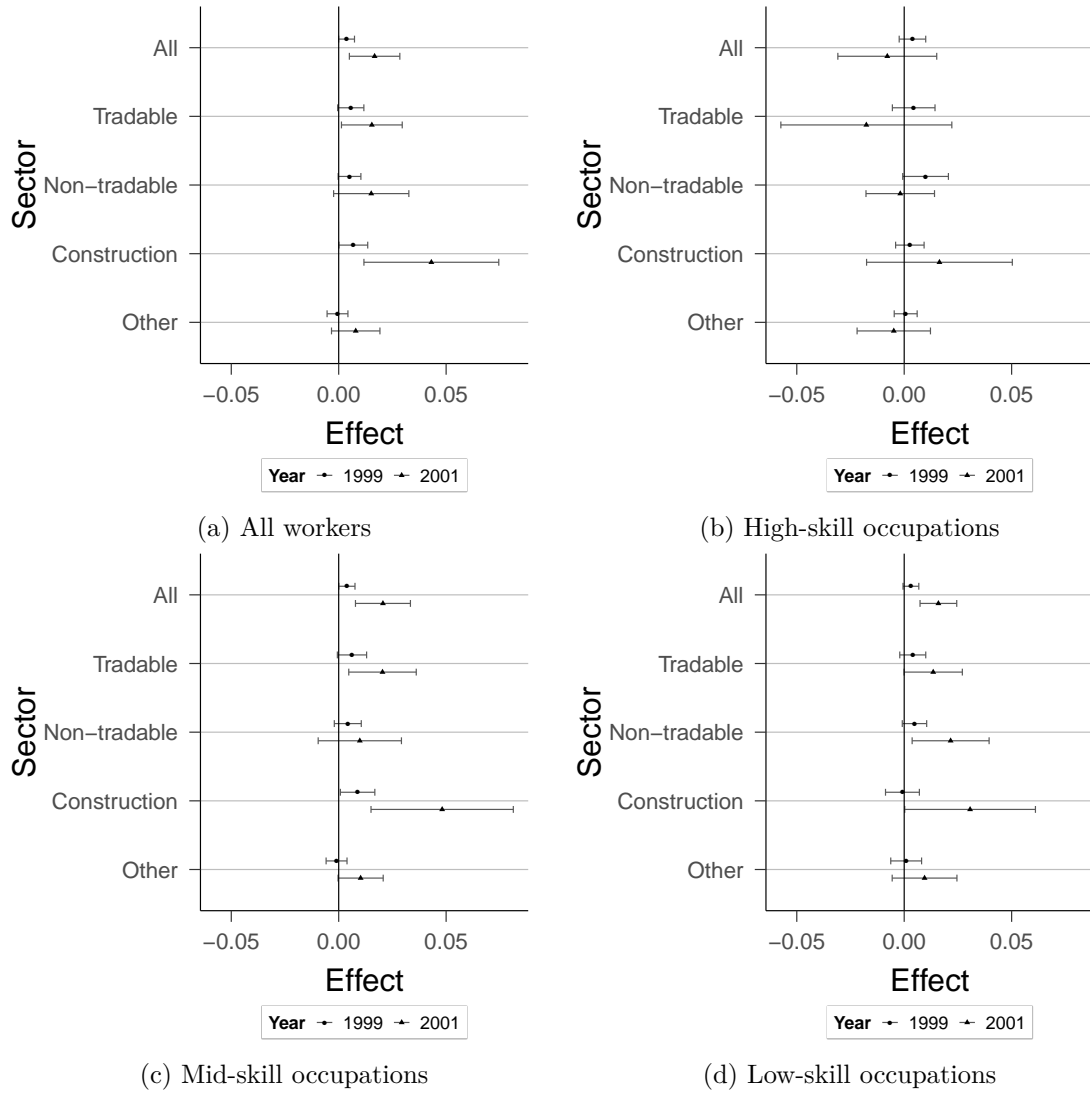 All
Tradable
Non−tradable
Construction
Other
Sector
−0.05 0.00 0.05
Effect
Year 1999 2001
(a) All workers
All
Tradable
Non−tradable
Construction
Other
Sector
−0.05 0.00 0.05
Effect
Year 1999 2001
(b) High-skill occupations
All
Tradable
Non−tradable
Construction
Other
Sector
−0.05 0.00 0.05
Effect
Year 1999 2001
(c) Mid-skill occupations
All
Tradable
Non−tradable
Construction
Other
Sector
−0.05 0.00 0.05
Effect
Year 1999 2001
(d) Low-skill occupations